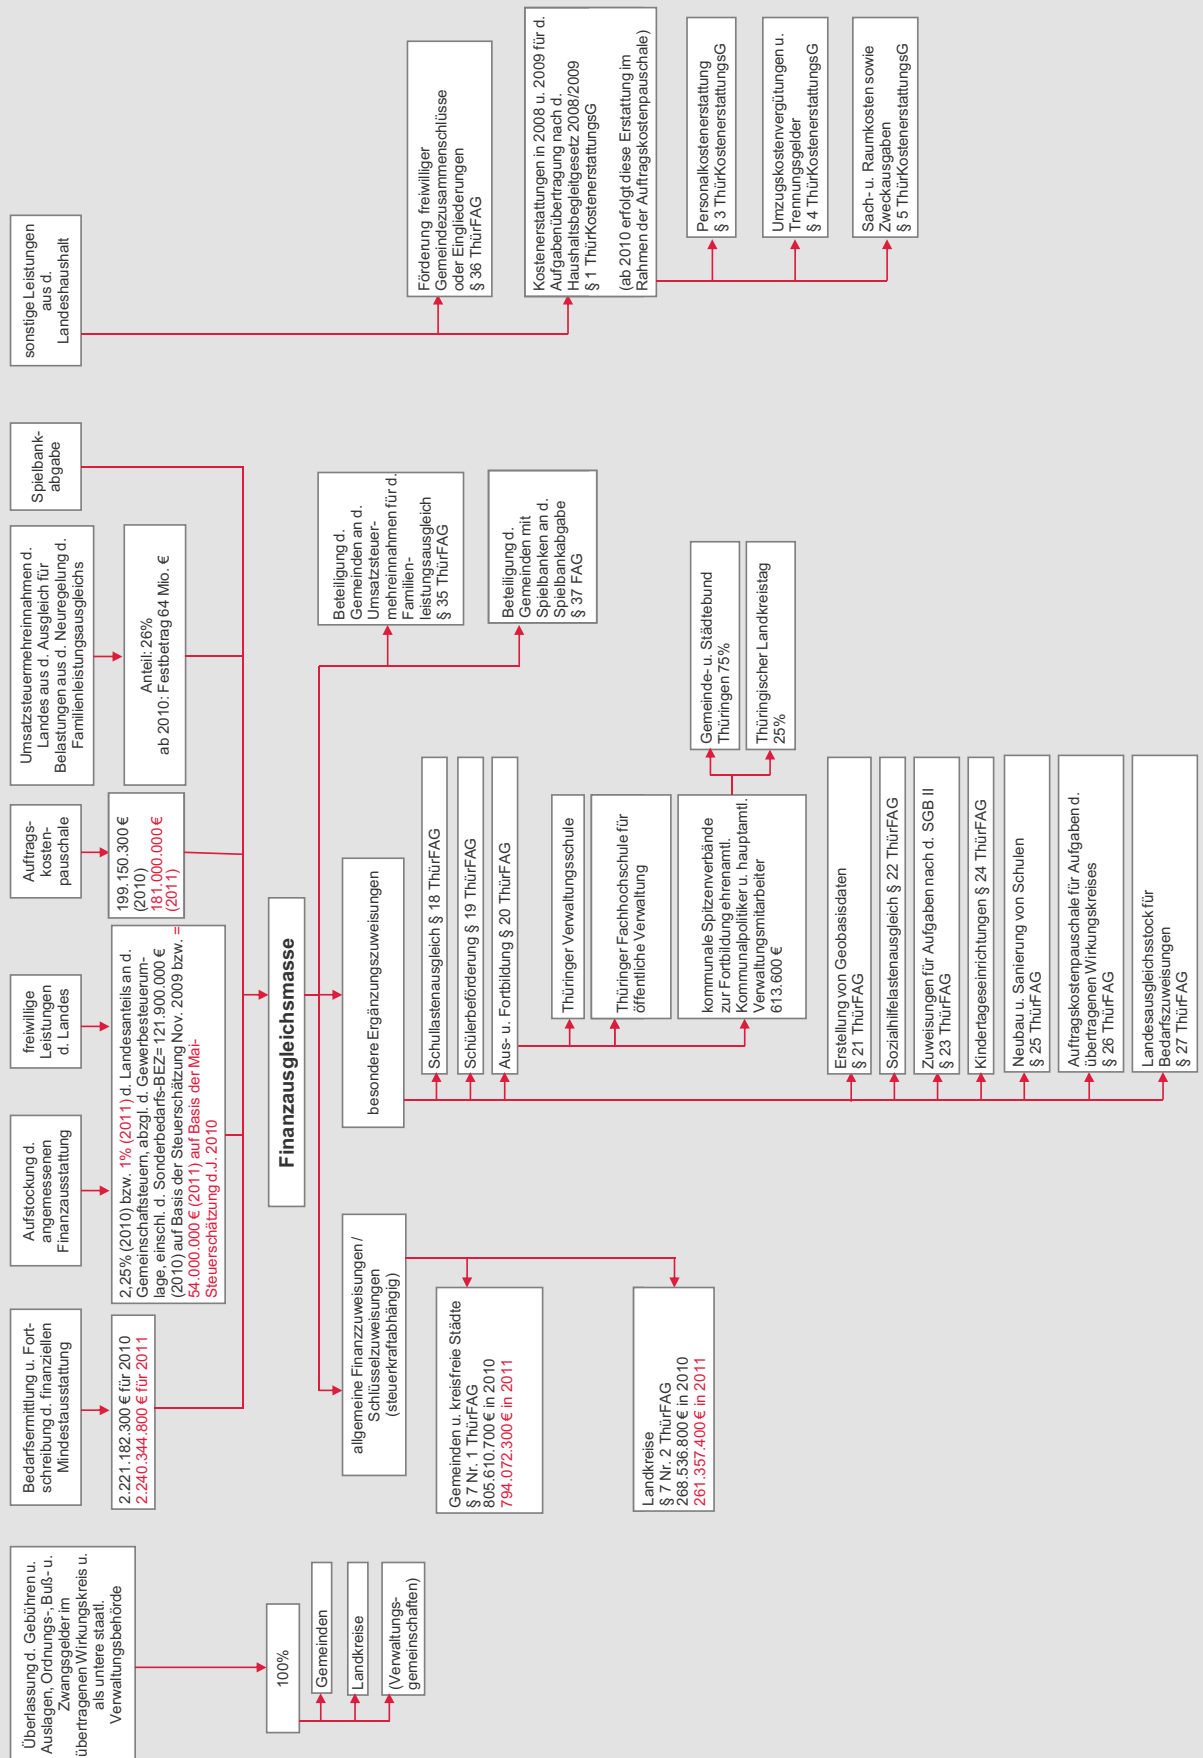 Überlassung d. Gebühren u.
Auslagen, Ordnungs-, Buß- u.
Zwangsgelder im
übertragenen Wirkungskreis u.
als untere staatl.
Verwaltungsbehörde
100%
Gemeinden
Landkreise
(Verwaltungs-
gemeinschaften)
Bedarfsermittlung u. Fort-
schreibung d. finanziellen
Mindestausstattung
2.221.182.300 € für 2010
2.240.344.800 € für 2011
Aufstockung d.
angemessenen
Finanzausstattung
freiwillige
Leistungen
d. Landes
2,25% (2010) bzw. 1% (2011) d. Landesanteils an d.
Gemeinschaftsteuern, abzgl. d. Gewerbesteuerum-
lage, einschl. d. Sonderbedarfs-BEZ= 121.900.000 €
(2010) auf Basis der Steuerschätzung Nov. 2009 bzw. =
54.000.000 € (2011) auf Basis der Mai-
Steuerschätzung d.J. 2010
Auftrags-
kosten-
pauschale
199.150.300 €
(2010)
181.000.000 €
(2011)
Umsatzsteuermehreinnahmen d.
Landes aus d. Ausgleich für
Belastungen aus d. Neuregelung d.
Familienleistungsausgleichs
Anteil: 26%
ab 2010: Festbetrag 64 Mio. €
Spielbank-
abgabe
sonstige Leistungen
aus d.
Landeshaushalt
Finanzausgleichsmasse
allgemeine Finanzzuweisungen /
Schlüsselzuweisungen
(steuerkraftabhängig)
Gemeinden u. kreisfreie Städte
§ 7 Nr. 1 ThürFAG
805.610.700 € in 2010
794.072.300 € in 2011
Landkreise
§ 7 Nr. 2 ThürFAG
268.536.800 € in 2010
261.357.400 € in 2011
besondere Ergänzungszuweisungen
Schullastenausgleich § 18 ThürFAG
Schülerbeförderung § 19 ThürFAG
Aus- u. Fortbildung § 20 ThürFAG
Thüringer Verwaltungsschule
Thüringer Fachhochschule für
öffentliche Verwaltung
kommunale Spitzenverbände
zur Fortbildung ehrenamtl.
Kommunalpolitiker u. hauptamtl.
Verwaltungsmitarbeiter
613.600 €
Gemeinde- u. Städtebund
Thüringen 75%
Thüringischer Landkreistag
25%
Erstellung von Geobasisdaten
§ 21 ThürFAG
Sozialhilfelastenausgleich § 22 ThürFAG
Zuweisungen für Aufgaben nach d. SGB II
§ 23 ThürFAG
Kindertageseinrichtungen § 24 ThürFAG
Neubau u. Sanierung von Schulen
§ 25 ThürFAG
Auftragskostenpauschale für Aufgaben d.
übertragenen Wirkungskreises
§ 26 ThürFAG
Landesausgleichsstock für
Bedarfszuweisungen
§ 27 ThürFAG
Beteiligung d.
Gemeinden an d.
Umsatzsteuer-
mehreinnahmen für d.
Familien-
leistungsausgleich
§ 35 ThürFAG
Beteiligung d.
Gemeinden mit
Spielbanken an d.
Spielbankabgabe
§ 37 FAG
Förderung freiwilliger
Gemeindezusammenschlüsse
oder Eingliederungen
§ 36 ThürFAG
Kostenerstattungen in 2008 u. 2009 für d.
Aufgabenübertragung nach d.
Haushaltsbegleitgesetz 2008/2009
§ 1 ThürKostenerstattungsG
(ab 2010 erfolgt diese Erstattung im
Rahmen der Auftragskostenpauschale)
Personalkostenerstattung
§ 3 ThürKostenerstattungsG
Umzugskostenvergütungen u.
Trennungsgelder
§ 4 ThürKostenerstattungsG
Sach- u. Raumkosten sowie
Zweckausgaben
§ 5 ThürKostenerstattungsG